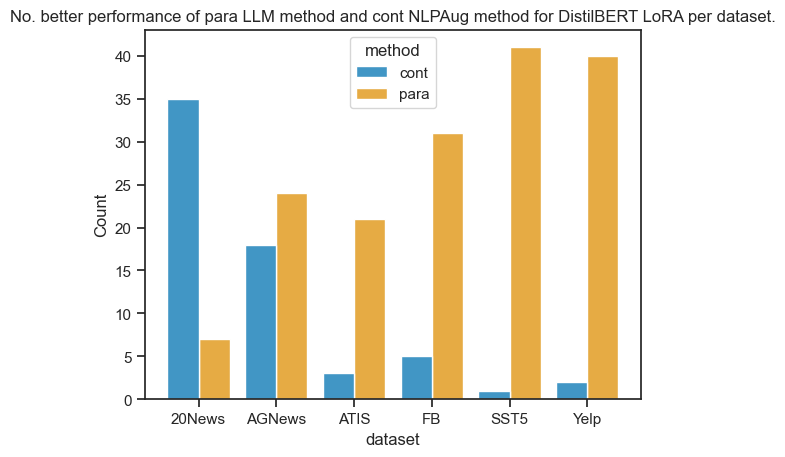 No. better performance of para LLM method and cont NLPAug method for DistilBERT LoRA per dataset.
method
cont
para
40
35
30
25
20
15
10
5
0
Count
20News AGNews ATIS FB SST5 Yelp
dataset